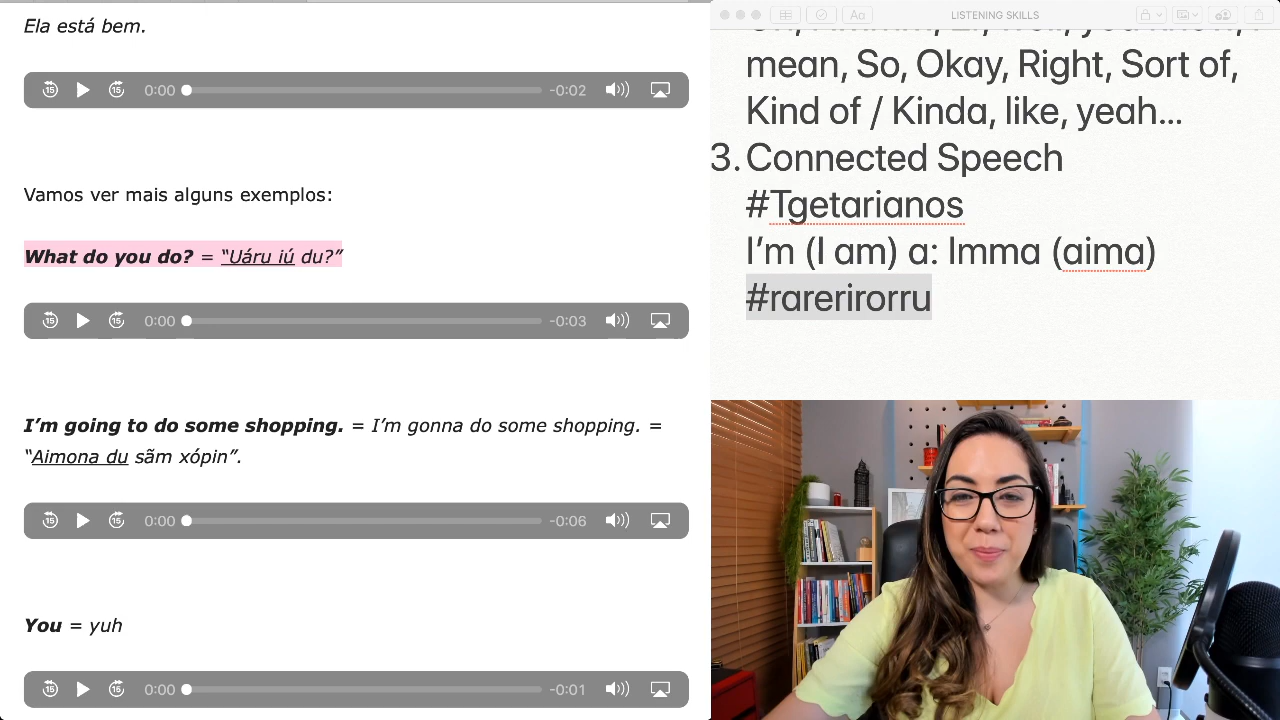 Ela está bem.
0:00 -0:02
Vamos ver mais alguns exemplos:
What do you do? = “Uáru iú du?”
0:00 -0:03
I’m going to do some shopping. = I’m gonna do some shopping. =
“Aimona du sãm xópin”.
0:00 -0:06
You = yuh
0:00 -0:01
LISTENING SKILLS
mean, So, Okay, Right, Sort of,
Kind of / Kinda, like, yeah...
3. Connected Speech
#Tgetarianos
I’m (I am) a: Imma (aima)
#rarerirorru